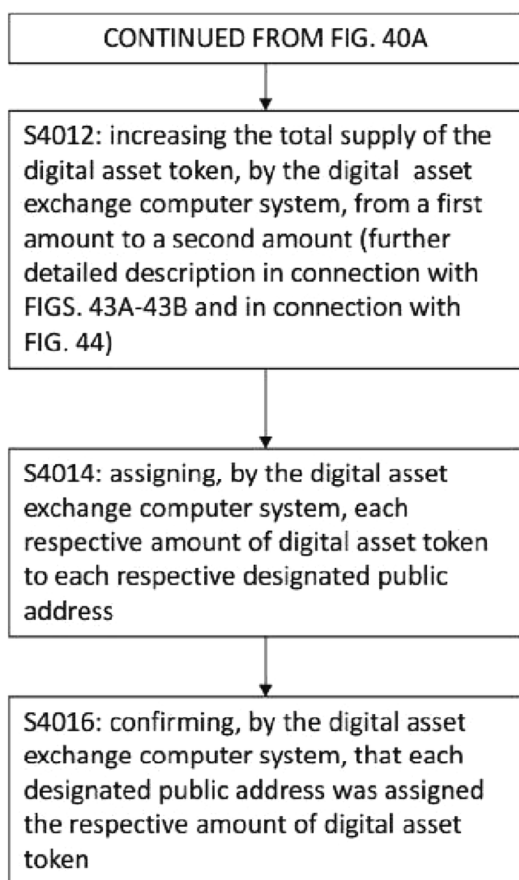 CONTINUED FROM FIG. 40A
S4012: increasing the total supply of the
digital asset token, by the digital asset
exchange computer system, from a first
amount to a second amount (further
detailed description in connection with
FIGS. 43A-43B and in connection with
FIG. 44)
S4014: assigning, by the digital asset
exchange computer system, each
respective amount of digital asset token
to each respective designated public
address
S4016: confirming, by the digital asset
exchange computer system, that each
designated public address was assigned
the respective amount of digital asset
token